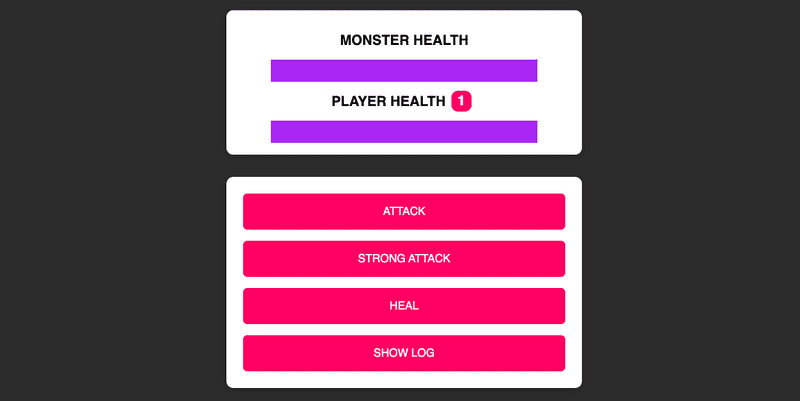 MONSTER HEALTH
PLAYER HEALTH 1
ATTACK
STRONG ATTACK
HEAL
SHOW LOG